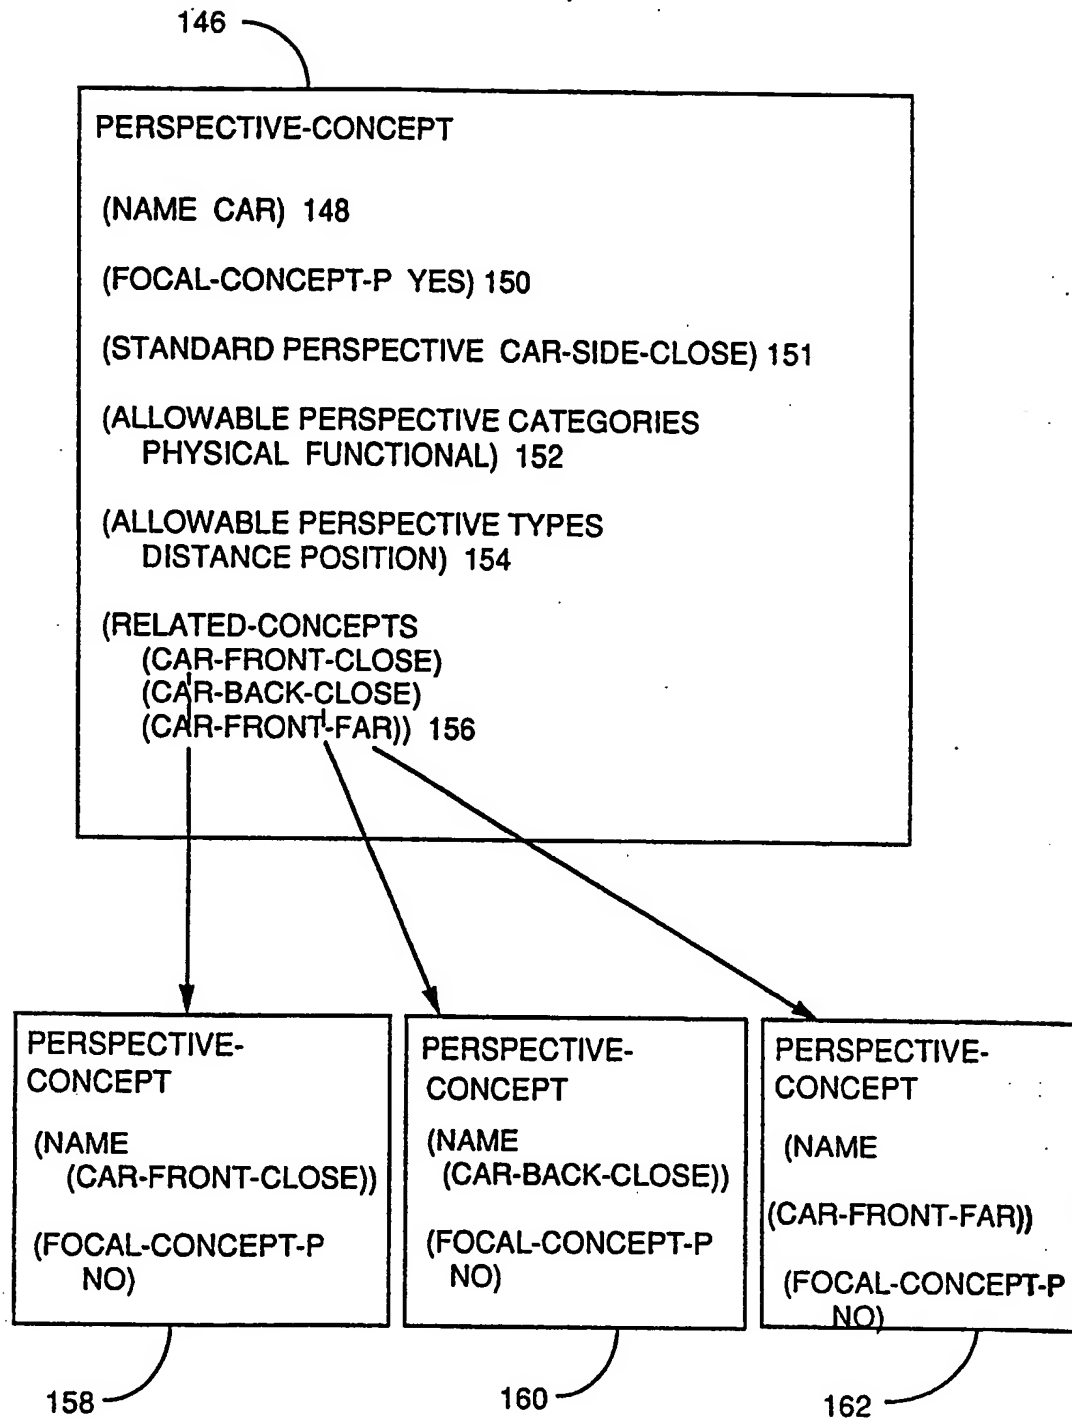 146
PERSPECTIVE-CONCEPT
(NAME CAR) 148
(FOCAL-CONCEPT-P YES) 150
(STANDARD PERSPECTIVE CAR-SIDE-CLOSE) 151
(ALLOWABLE PERSPECTIVE CATEGORIES
PHYSICAL FUNCTIONAL) 152
(ALLOWABLE PERSPECTIVE TYPES
DISTANCE POSITION) 154
(RELATED-CONCEPTS
(CAR-FRONT-CLOSE)
(CAR-BACK-CLOSE)
(CAR-FRONT-FAR)) 156
PERSPECTIVE-
CONCEPT
(NAME
(CAR-FRONT-CLOSE))
(FOCAL-CONCEPT-P
NO)
158
PERSPECTIVE-
CONCEPT
(NAME
(CAR-BACK-CLOSE))
(FOCAL-CONCEPT-P
NO)
160
PERSPECTIVE-
CONCEPT
(NAME
(CAR-FRONT-FAR))
(FOCAL-CONCEPT-P
NO)
162